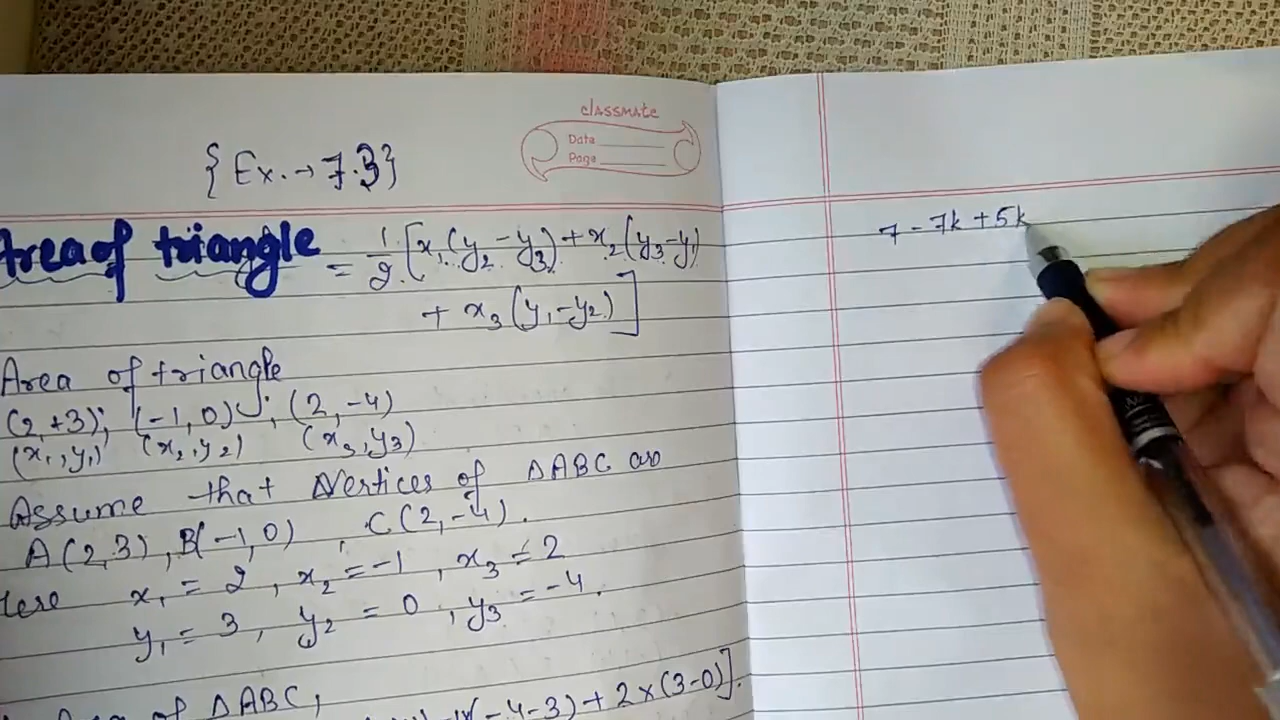 classmate
Date
Page
{Ex. → 7.3}
Area of triangle = 1/2 [x₁(y₂ - y₃) + x₂(y₃ - y₁)
+ x₃(y₁ - y₂)]
Area of triangle
(2, +3); (-1, 0); (2, -4)
(x₁, y₁) (x₂, y₂) (x₃, y₃)
Assume that Vertices of ΔABC are
A(2, 3), B(-1, 0), C(2, -4).
Here x₁ = 2, x₂ = -1, x₃ = 2
y₁ = 3, y₂ = 0, y₃ = -4.
of ΔABC,
(-4-3) + 2×(3-0)].
7 - 7k + 5k